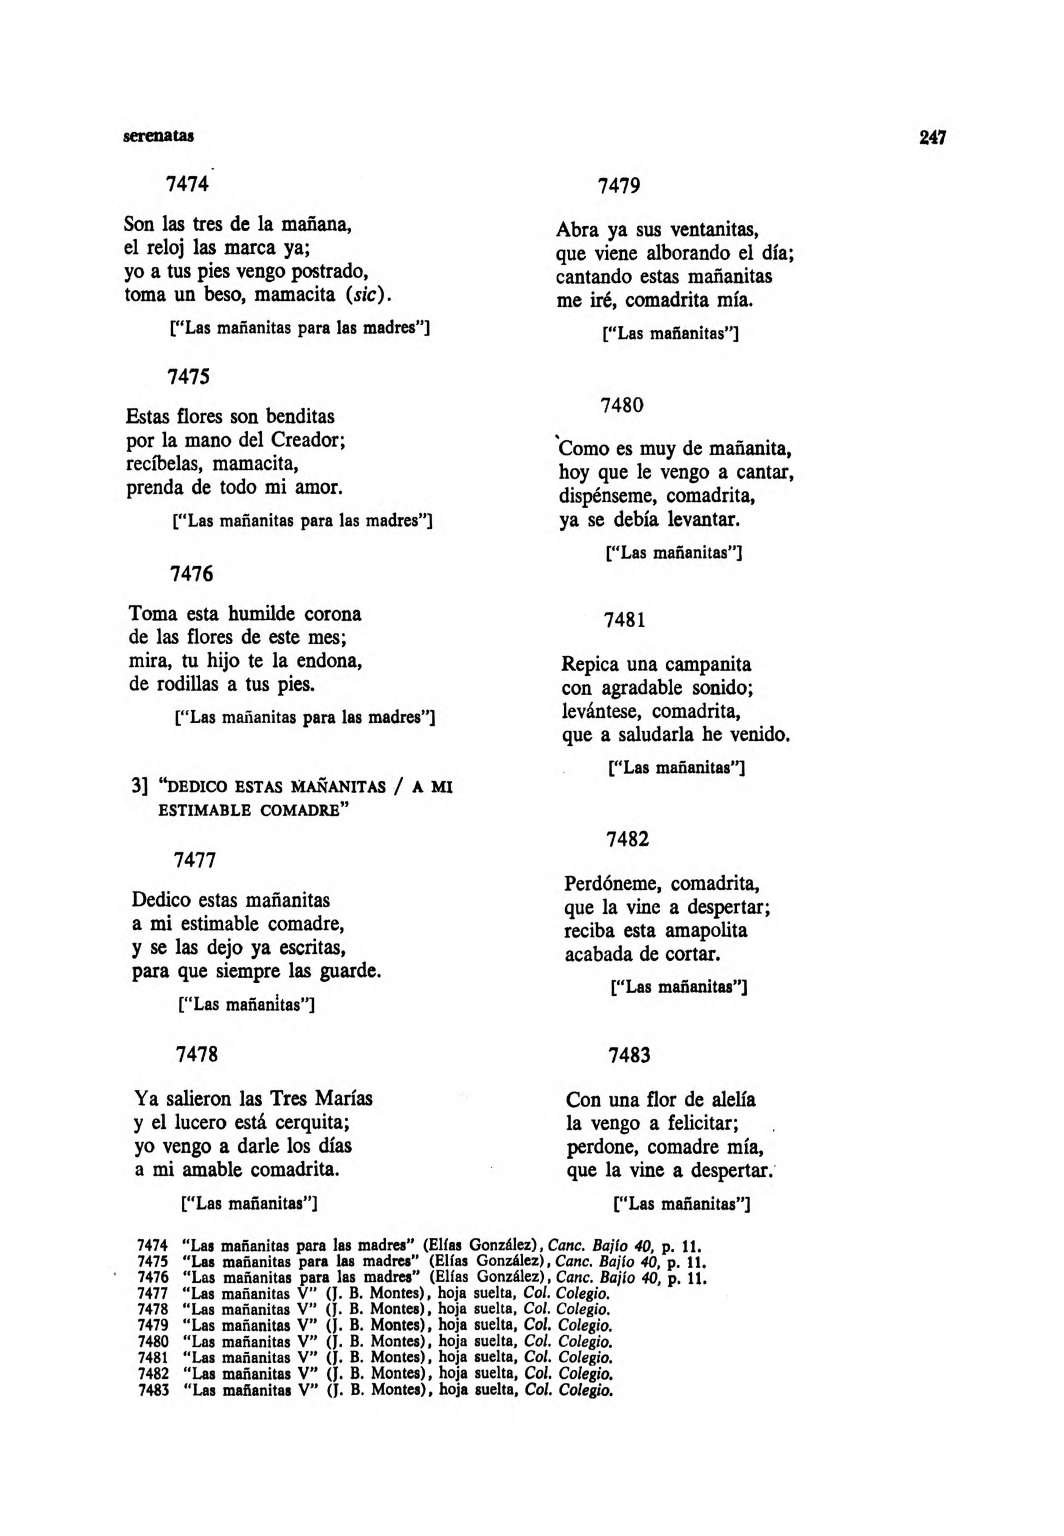 serenatas
247
7474
Son las tres de la mañana,
el reloj las marca ya;
yo a tus pies vengo postrado,
toma un beso, mamacita (sic).
["Las mañanitas para las madres"]
7475
Estas flores son benditas
por la mano del Creador;
recíbelas, mamacita,
prenda de todo mi amor.
["Las mañanitas para las madres"]
7476
Toma esta humilde corona
de las flores de este mes;
mira, tu hijo te la endona,
de rodillas a tus pies.
["Las mañanitas para las madres"]
3] "DEDICO ESTAS MAÑANITAS / A MI
ESTIMABLE COMADRE"
7477
Dedico estas mañanitas
a mi estimable comadre,
y se las dejo ya escritas,
para que siempre las guarde.
["Las mañanitas"]
7478
Ya salieron las Tres Marías
y el lucero está cerquita;
yo vengo a darle los días
a mi amable comadrita.
["Las mañanitas"]
7479
Abra ya sus ventanitas,
que viene alborando el día;
cantando estas mañanitas
me iré, comadrita mía.
["Las mañanitas"]
7480
Como es muy de mañanita,
hoy que le vengo a cantar,
dispénseme, comadrita,
ya se debía levantar.
["Las mañanitas"]
7481
Repica una campanita
con agradable sonido;
levántese, comadrita,
que a saludarla he venido.
["Las mañanitas"]
7482
Perdóneme, comadrita,
que la vine a despertar;
reciba esta amapolita
acabada de cortar.
["Las mañanitas"]
7483
Con una flor de alelía
la vengo a felicitar;
perdone, comadre mía,
que la vine a despertar.
["Las mañanitas"]
7474 "Las mañanitas para las madres" (Elías González), Canc. Bajío 40, p. 11.
7475 "Las mañanitas para las madres" (Elías González), Canc. Bajío 40, p. 11.
7476 "Las mañanitas para las madres" (Elías González), Canc. Bajío 40, p. 11.
7477 "Las mañanitas V" (J. B. Montes), hoja suelta, Col. Colegio.
7478 "Las mañanitas V" (J. B. Montes), hoja suelta, Col. Colegio.
7479 "Las mañanitas V" (J. B. Montes), hoja suelta, Col. Colegio.
7480 "Las mañanitas V" (J. B. Montes), hoja suelta, Col. Colegio.
7481 "Las mañanitas V" (J. B. Montes), hoja suelta, Col. Colegio.
7482 "Las mañanitas V" (J. B. Montes), hoja suelta, Col. Colegio.
7483 "Las mañanitas V" (J. B. Montes), hoja suelta, Col. Colegio.